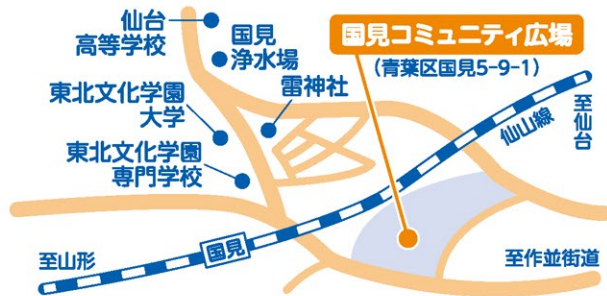 仙台
高等学校
国見
浄水場
国見コミュニティ広場
(青葉区国見5-9-1)
雷神社
東北文化学園
大学
東北文化学園
専門学校
仙山線
至仙台
国見
至山形
至作並街道